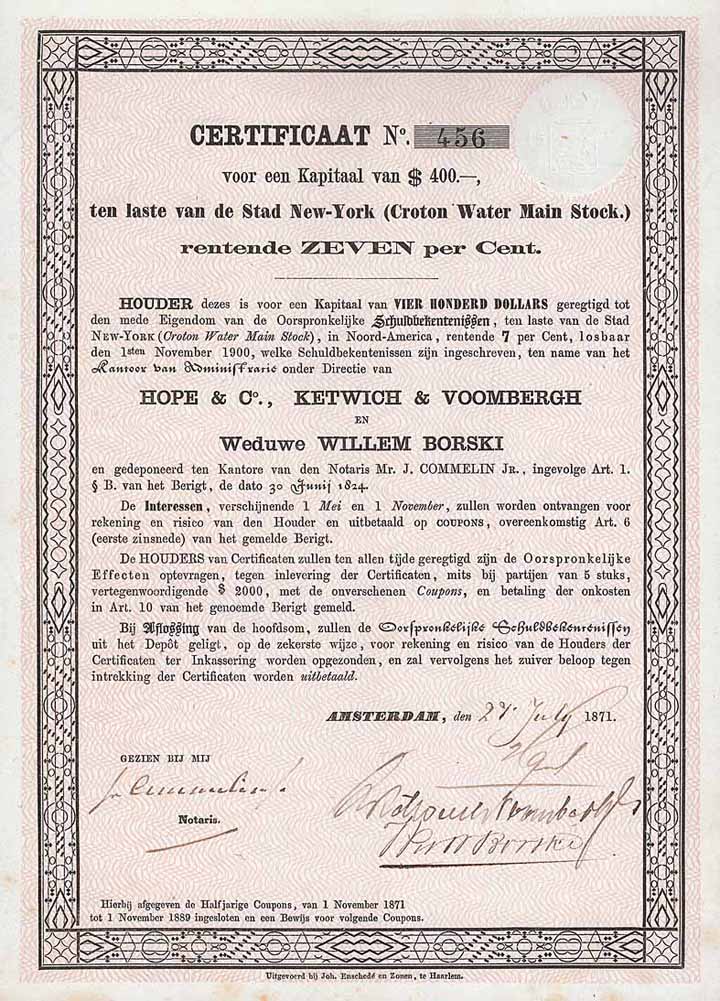 CERTIFICAAT No. 456
voor een Kapitaal van $ 400.—,
ten laste van de Stad New-York (Croton Water Main Stock.)
rentende ZEVEN per Cent.
HOUDER dezes is voor een Kapitaal van VIER HONDERD DOLLARS geregtigd tot
den mede Eigendom van de Oorspronkelijke Schuldbekentenissen, ten laste van de Stad
NEW-YORK (Croton Water Main Stock), in Noord-America, rentende 7 per Cent, losbaar
den 1sten November 1900, welke Schuldbekentenissen zijn ingeschreven, ten name van het
Kantoor van Administratie onder Directie van
HOPE & Co., KETWICH & VOOMBERGH
EN
Weduwe WILLEM BORSKI
en gedeponeerd ten Kantore van den Notaris Mr. J. COMMELIN JR., ingevolge Art. 1.
§ B. van het Berigt, de dato 30 Junij 1824.
De Interessen, verschijnende 1 Mei en 1 November, zullen worden ontvangen voor
rekening en risico van den Houder en uitbetaald op COUPONS, overeenkomstig Art. 6
(eerste zinsnede) van het gemelde Berigt.
De HOUDERS van Certificaten zullen ten allen tijde geregtigd zijn de Oorspronkelijke
Effecten optevragen, tegen inlevering der Certificaten, mits bij partijen van 5 stuks,
vertegenwoordigende $ 2000, met de onverschenen Coupons, en betaling der onkosten
in Art. 10 van het genoemde Berigt gemeld.
Bij Aflossing van de hoofdsom, zullen de Oorspronkelijke Schuldbekentenissen
uit het Depôt geligt, op de zekerste wijze, voor rekening en risico van de Houders der
Certificaten ter Inkassering worden opgezonden, en zal vervolgens het zuiver beloop tegen
intrekking der Certificaten worden uitbetaald.
AMSTERDAM, den 27 July 1871.
GEZIEN BIJ MIJ
Notaris.
Wed W Borski
Hierbij afgegeven de Halfjarige Coupons, van 1 November 1871
tot 1 November 1889 ingesloten en een Bewijs voor volgende Coupons.
Uitgevoerd bij Joh. Enschedé en Zonen, te Haarlem.